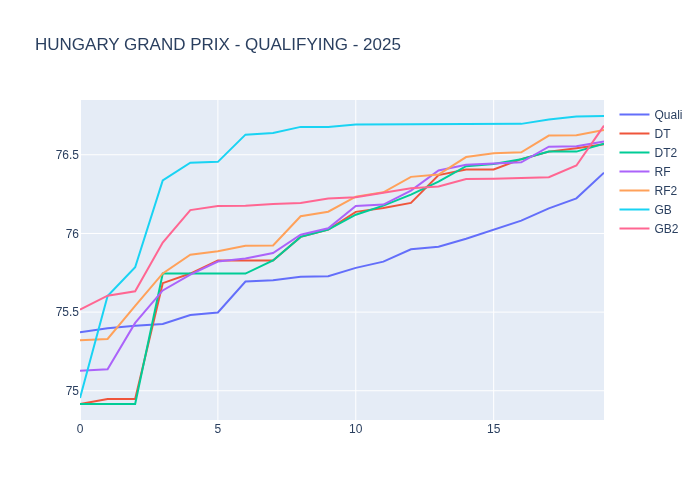 HUNGARY GRAND PRIX - QUALIFYING - 2025
76.5
76
75.5
75
0
5
10
15
Quali
DT
DT2
RF
RF2
GB
GB2